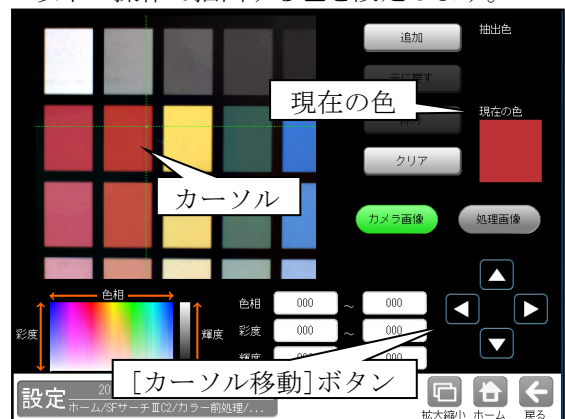 追加
抽出色
元に戻す
現在の色
現在の色
クリア
カーソル
カメラ画像
処理画像
色相
色相
000
～
000
彩度
輝度
彩度
000
～
000
輝度
[カーソル移動]ボタン
設定
20
ホーム/SFサーチⅢC2/カラー前処理/...
拡大縮小
ホーム
戻る